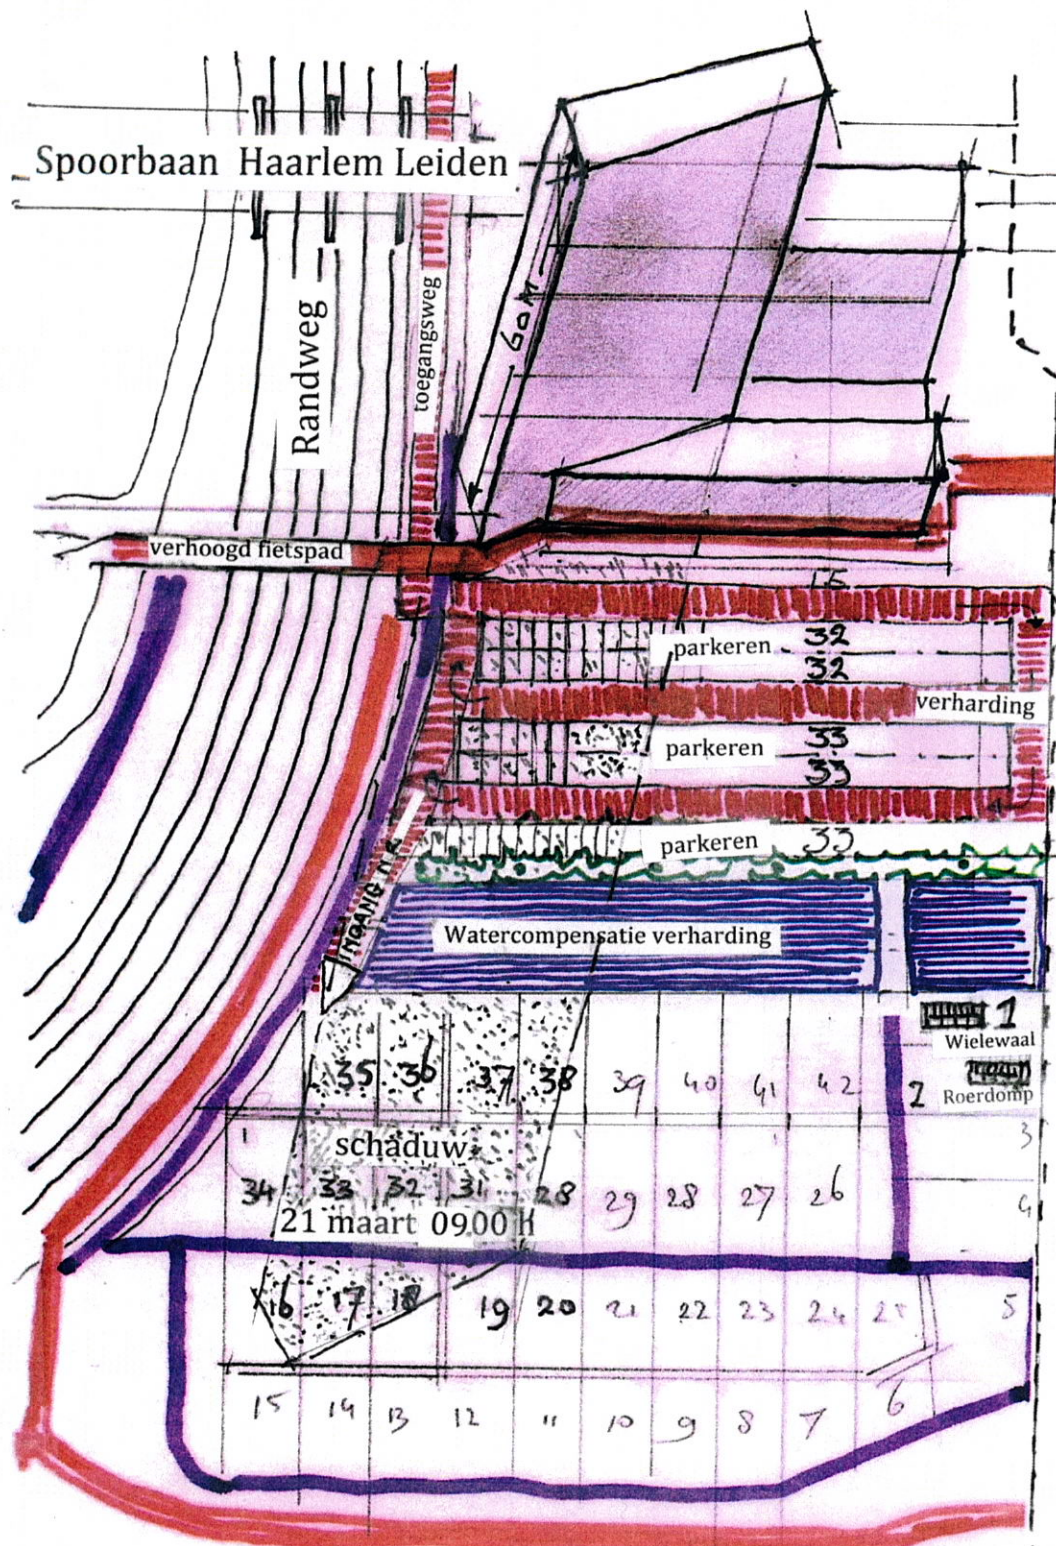 Spoorbaan Haarlem Leiden
Randweg
toegangsweg
60 M
verhoogd fietspad
15
parkeren 32
32
verharding
parkeren 33
33
parkeren 33
INGANG
Watercompensatie verharding
1
Wielewaal
2
Roerdomp
35 36 37 38 39 40 41 42
3
1
schaduw
34 33 32 31 28 29 28 27 26
4
21 maart 0900 h
16 17 18 19 20 21 22 23 24 25
5
15 14 13 12 11 10 9 8 7 6